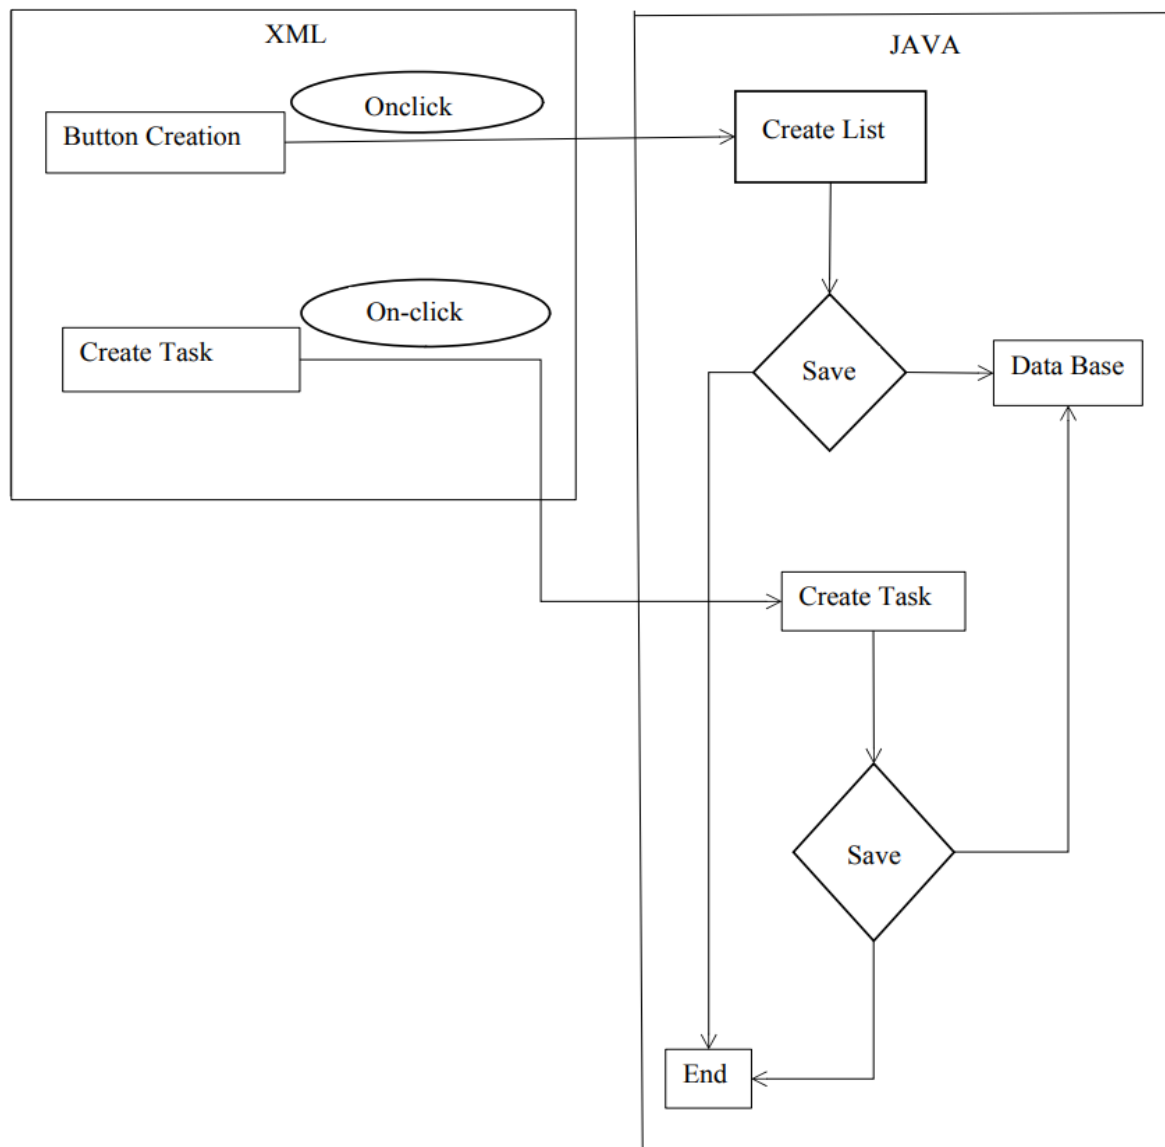 XML
JAVA
Onclick
Button Creation
Create List
On-click
Create Task
Save
Data Base
Create Task
Save
End